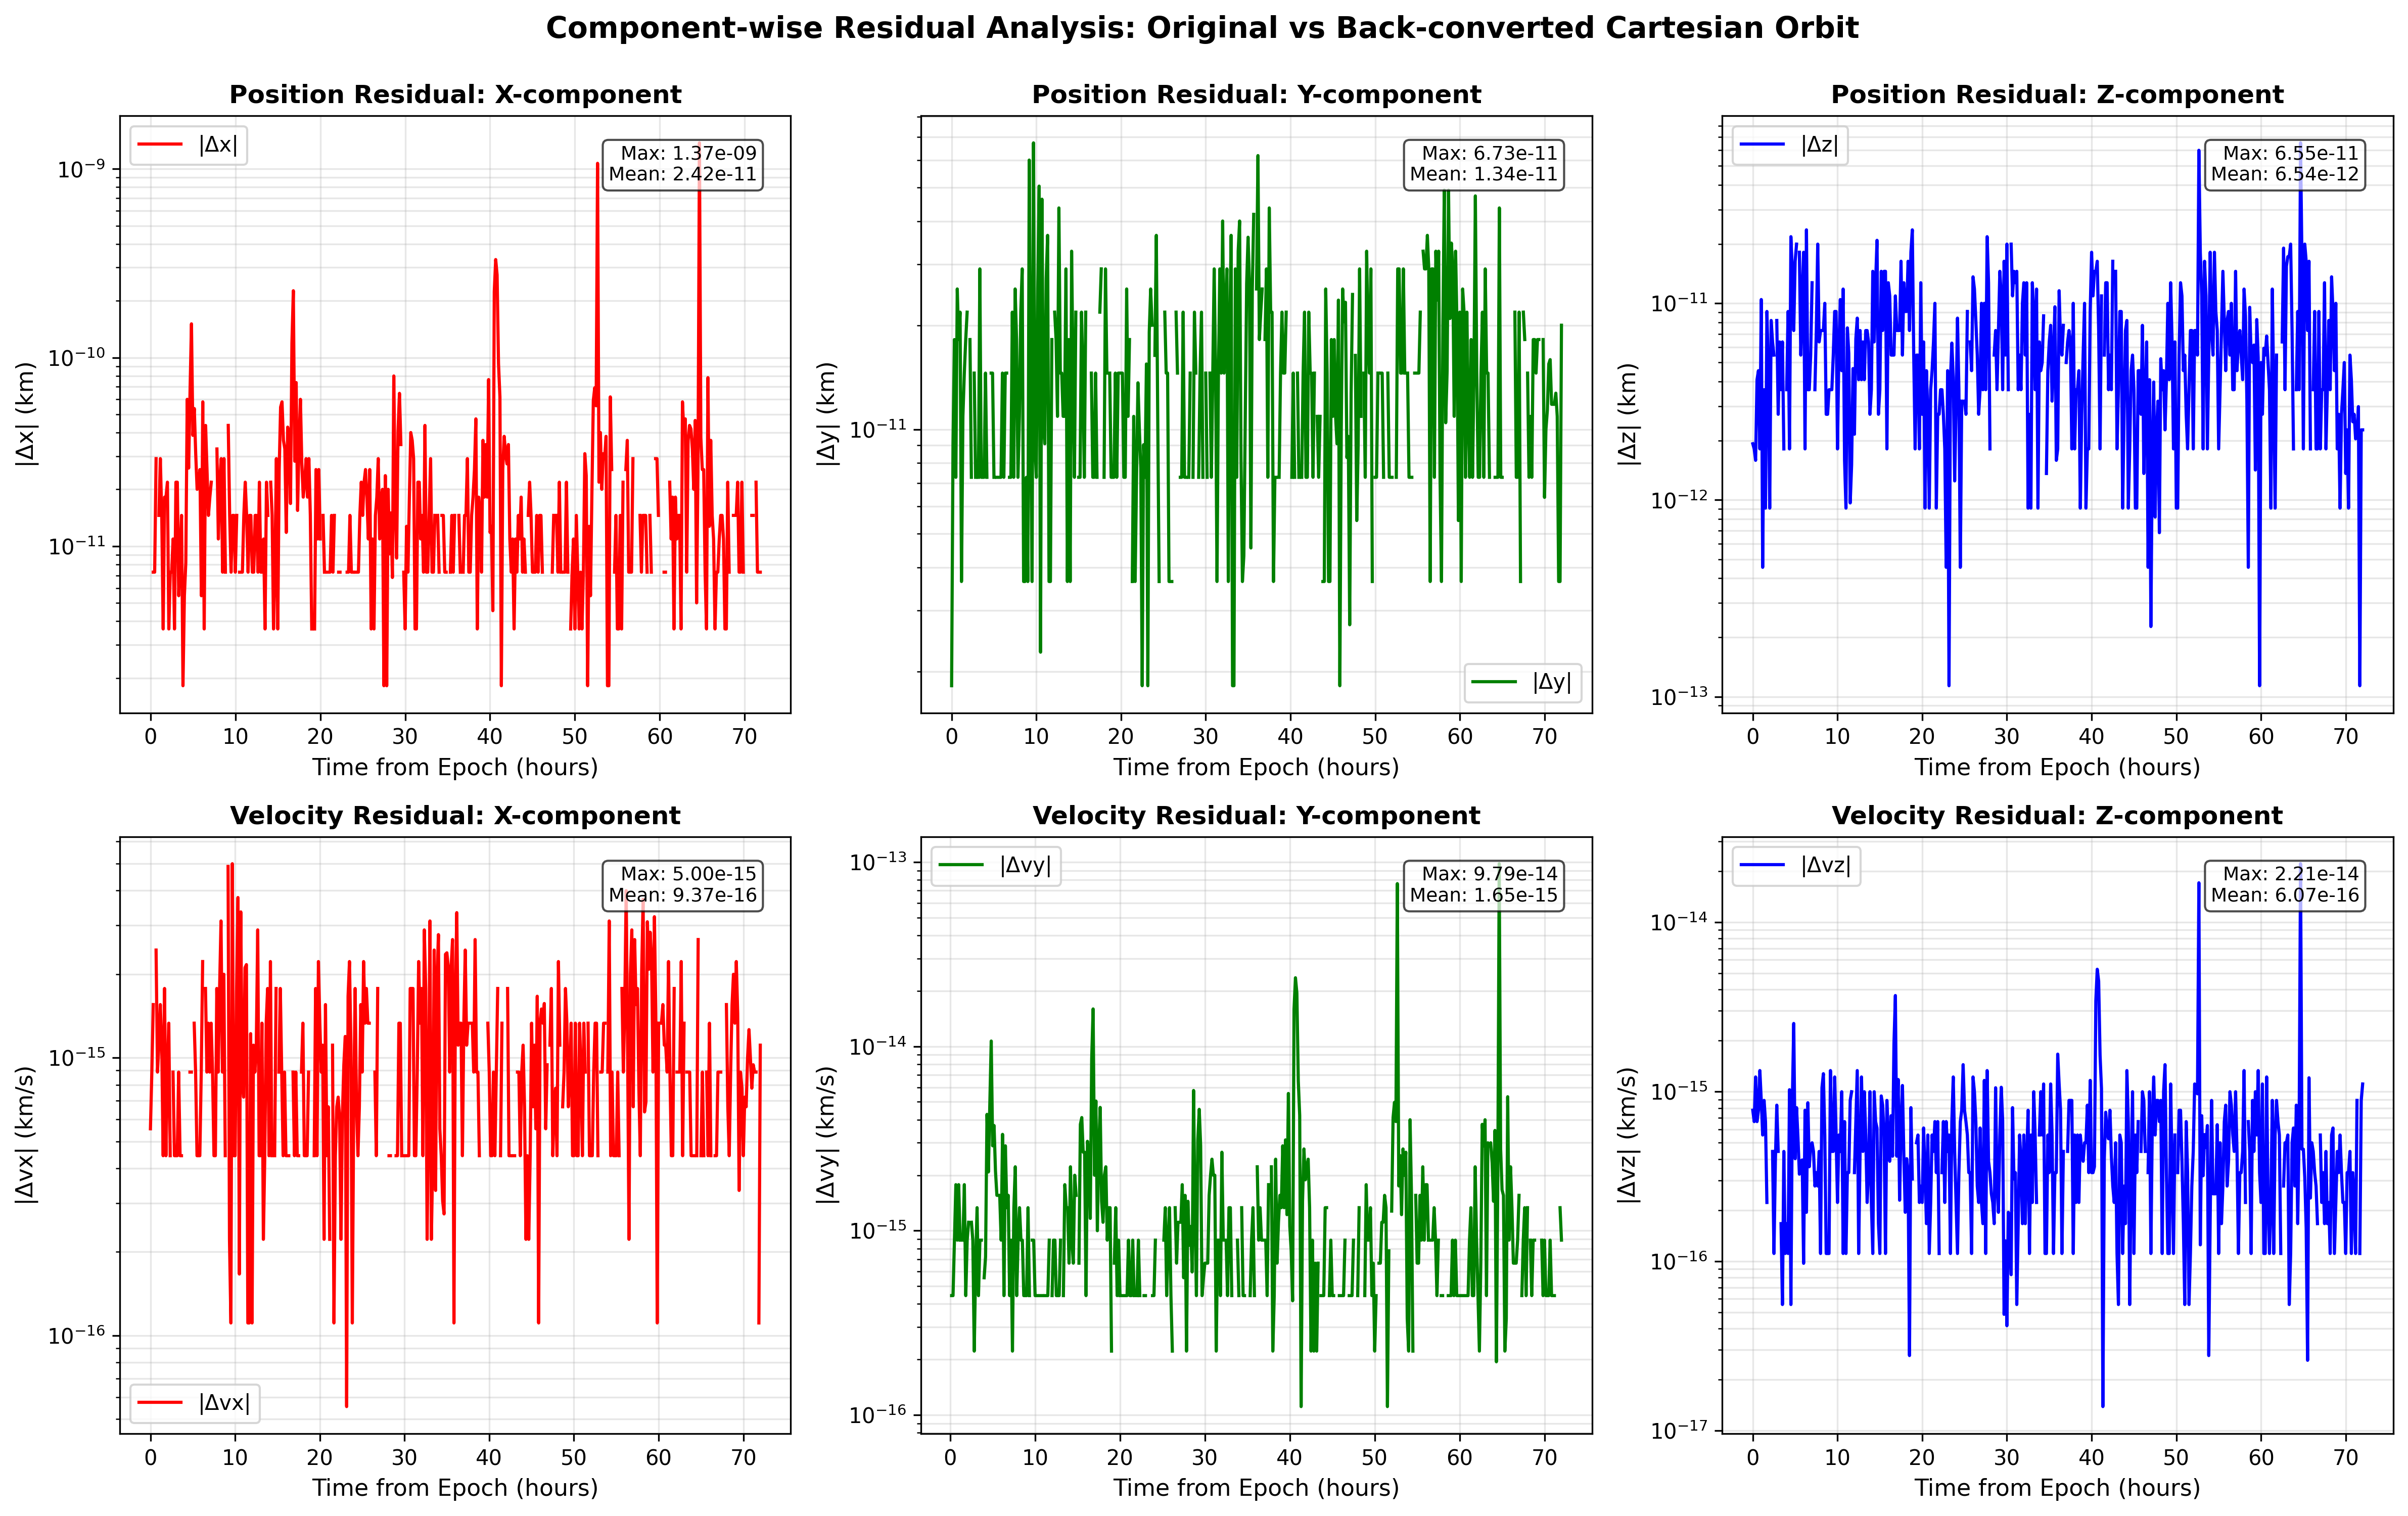 Component-wise Residual Analysis: Original vs Back-converted Cartesian Orbit
Position Residual: X-component
|Δx|
Max: 1.37e-09
Mean: 2.42e-11
10⁻⁹
10⁻¹⁰
10⁻¹¹
|Δx| (km)
0 10 20 30 40 50 60 70
Time from Epoch (hours)
Position Residual: Y-component
Max: 6.73e-11
Mean: 1.34e-11
10⁻¹¹
|Δy| (km)
|Δy|
0 10 20 30 40 50 60 70
Time from Epoch (hours)
Position Residual: Z-component
|Δz|
Max: 6.55e-11
Mean: 6.54e-12
10⁻¹¹
10⁻¹²
10⁻¹³
|Δz| (km)
0 10 20 30 40 50 60 70
Time from Epoch (hours)
Velocity Residual: X-component
Max: 5.00e-15
Mean: 9.37e-16
10⁻¹⁵
10⁻¹⁶
|Δvx| (km/s)
|Δvx|
0 10 20 30 40 50 60 70
Time from Epoch (hours)
Velocity Residual: Y-component
|Δvy|
Max: 9.79e-14
Mean: 1.65e-15
10⁻¹³
10⁻¹⁴
10⁻¹⁵
10⁻¹⁶
|Δvy| (km/s)
0 10 20 30 40 50 60 70
Time from Epoch (hours)
Velocity Residual: Z-component
|Δvz|
Max: 2.21e-14
Mean: 6.07e-16
10⁻¹⁴
10⁻¹⁵
10⁻¹⁶
10⁻¹⁷
|Δvz| (km/s)
0 10 20 30 40 50 60 70
Time from Epoch (hours)